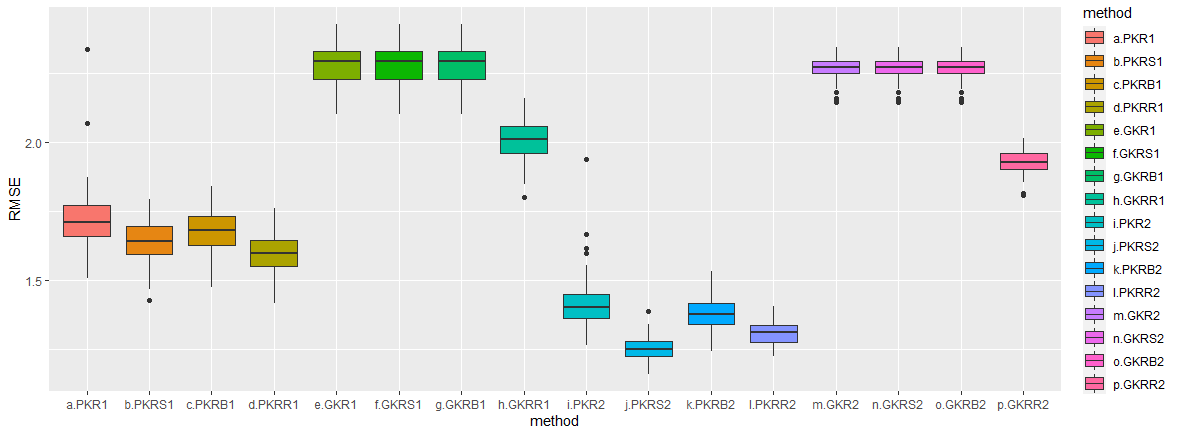 RMSE
2.0
1.5
a.PKR1 b.PKRS1 c.PKRB1 d.PKRR1 e.GKR1 f.GKRS1 g.GKRB1 h.GKRR1 i.PKR2 j.PKRS2 k.PKRB2 l.PKRR2 m.GKR2 n.GKRS2 o.GKRB2 p.GKRR2
method
method
a.PKR1
b.PKRS1
c.PKRB1
d.PKRR1
e.GKR1
f.GKRS1
g.GKRB1
h.GKRR1
i.PKR2
j.PKRS2
k.PKRB2
l.PKRR2
m.GKR2
n.GKRS2
o.GKRB2
p.GKRR2